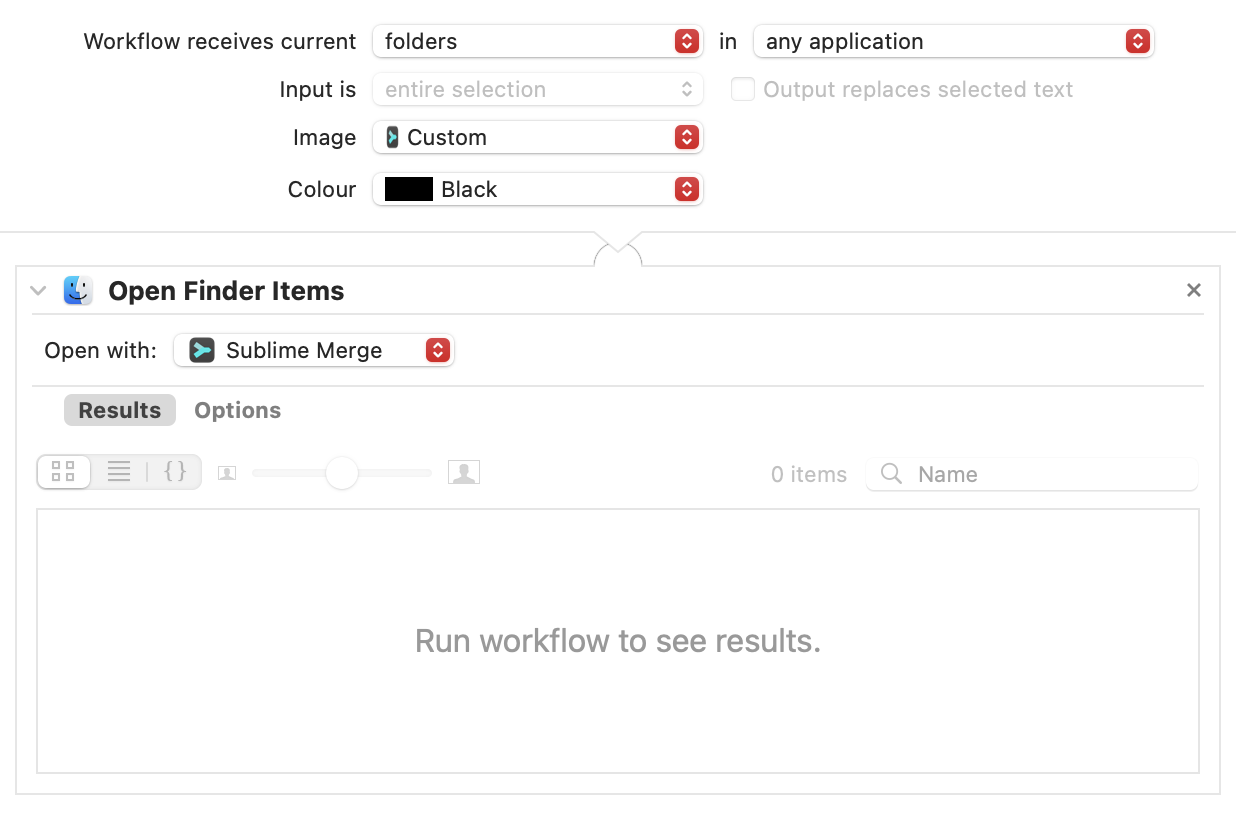 Workflow receives current folders in any application
Input is entire selection Output replaces selected text
Image Custom
Colour Black
Open Finder Items
Open with: Sublime Merge
Results Options
{} 0 items Name
Run workflow to see results.